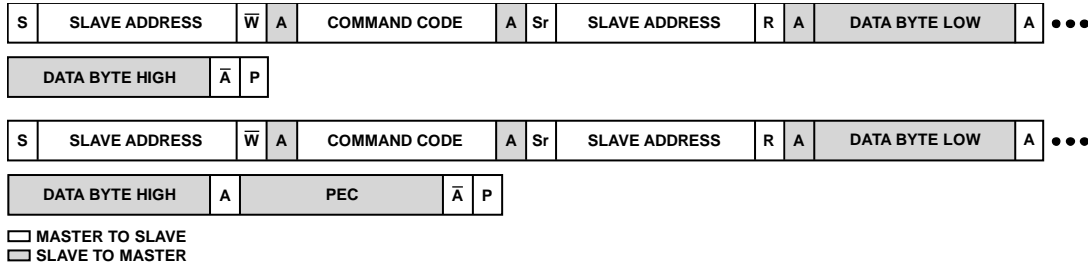 S SLAVE ADDRESS W̅ A COMMAND CODE A Sr SLAVE ADDRESS R A DATA BYTE LOW A •••
DATA BYTE HIGH A̅ P
S SLAVE ADDRESS W̅ A COMMAND CODE A Sr SLAVE ADDRESS R A DATA BYTE LOW A •••
DATA BYTE HIGH A PEC A̅ P
MASTER TO SLAVE
SLAVE TO MASTER